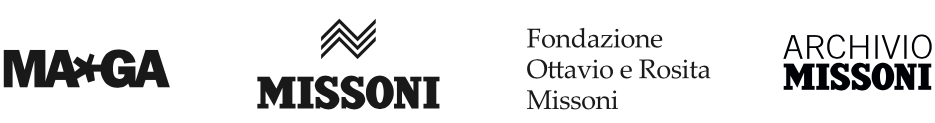 MA*GA
MISSONI
Fondazione
Ottavio e Rosita
Missoni
ARCHIVIO
MISSONI